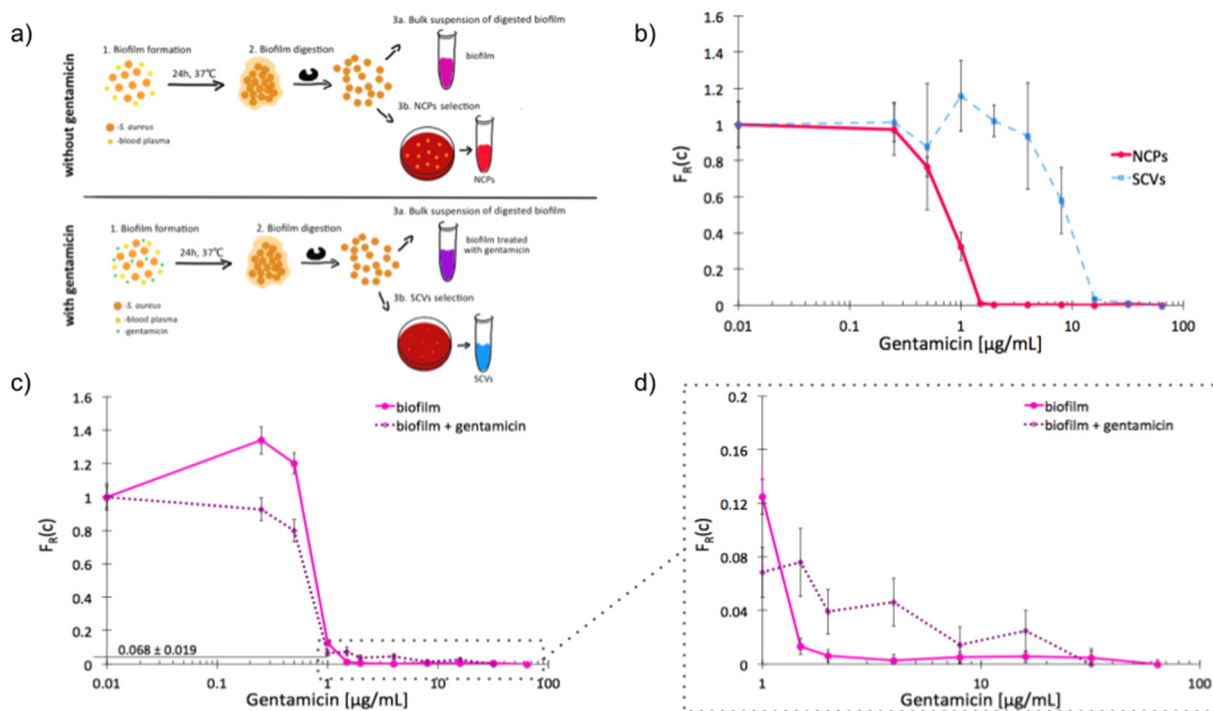 a)
without gentamicin
1. Biofilm formation
24h, 37℃
-S. aureus
-blood plasma
2. Biofilm digestion
3a. Bulk suspension of digested biofilm
biofilm
3b. NCPs selection
NCPs
with gentamicin
1. Biofilm formation
24h, 37℃
-S. aureus
-blood plasma
-gentamicin
2. Biofilm digestion
3a. Bulk suspension of digested biofilm
biofilm treated
with gentamicin
3b. SCVs selection
SCVs
b)
1.6
1.4
1.2
1
0.8
0.6
0.4
0.2
0
FR(c)
0.01
0.1
1
10
100
Gentamicin [μg/mL]
NCPs
SCVs
c)
1.6
1.4
1.2
1
0.8
0.6
0.4
0.2
0
FR(c)
0.068 ± 0.019
0.01
0.1
1
10
100
Gentamicin [μg/mL]
biofilm
biofilm + gentamicin
d)
0.2
0.16
0.12
0.08
0.04
0
FR(c)
1
10
100
Gentamicin [μg/mL]
biofilm
biofilm + gentamicin